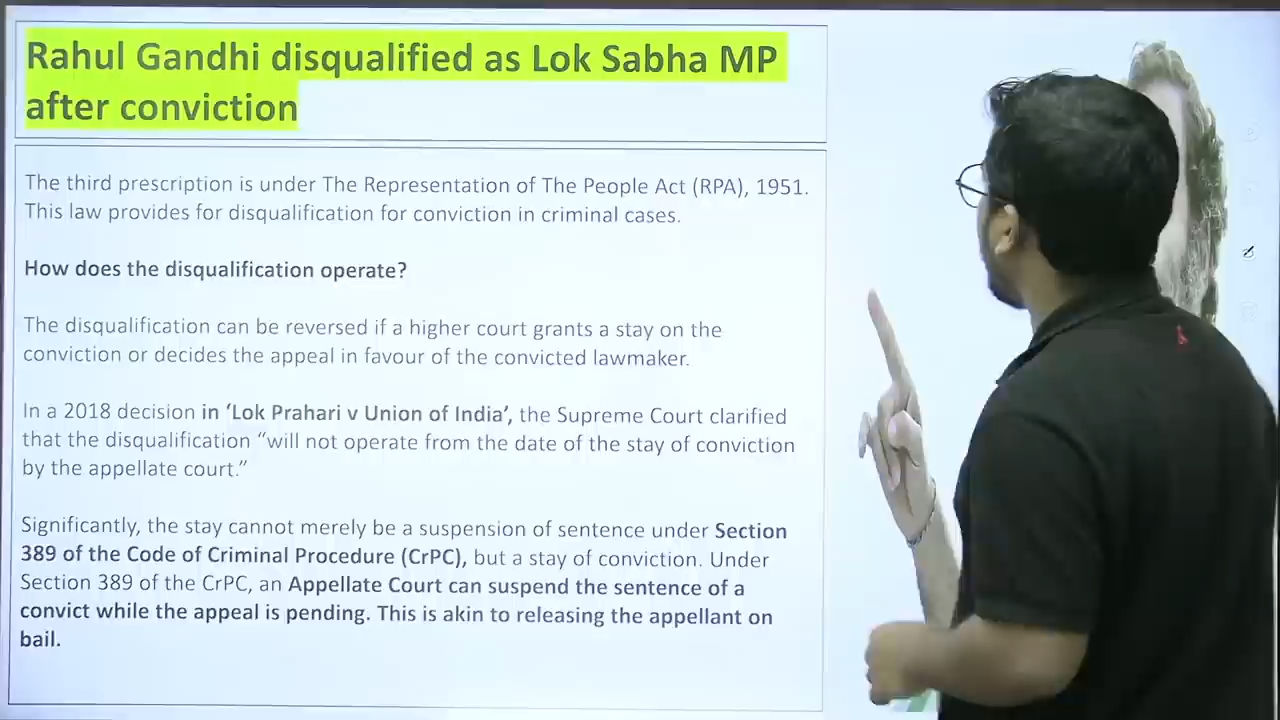 Rahul Gandhi disqualified as Lok Sabha MP
after conviction
The third prescription is under The Representation of The People Act (RPA), 1951.
This law provides for disqualification for conviction in criminal cases.
How does the disqualification operate?
The disqualification can be reversed if a higher court grants a stay on the
conviction or decides the appeal in favour of the convicted lawmaker.
In a 2018 decision in ‘Lok Prahari v Union of India’, the Supreme Court clarified
that the disqualification “will not operate from the date of the stay of conviction
by the appellate court.”
Significantly, the stay cannot merely be a suspension of sentence under Section
389 of the Code of Criminal Procedure (CrPC), but a stay of conviction. Under
Section 389 of the CrPC, an Appellate Court can suspend the sentence of a
convict while the appeal is pending. This is akin to releasing the appellant on
bail.